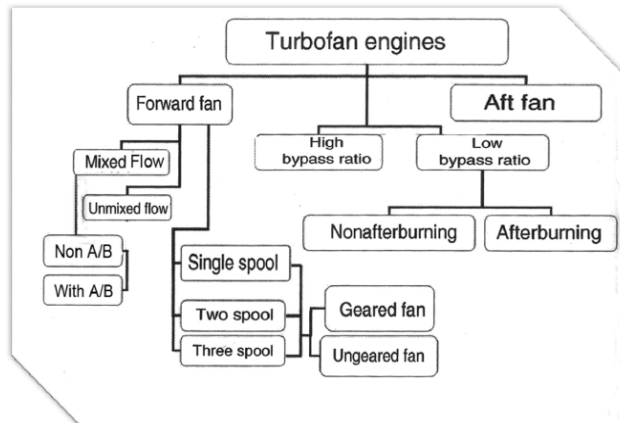 Turbofan engines
Forward fan
Aft fan
High
bypass ratio
Low
bypass ratio
Mixed Flow
Unmixed flow
Nonafterburning
Afterburning
Non A/B
With A/B
Single spool
Two spool
Three spool
Geared fan
Ungeared fan